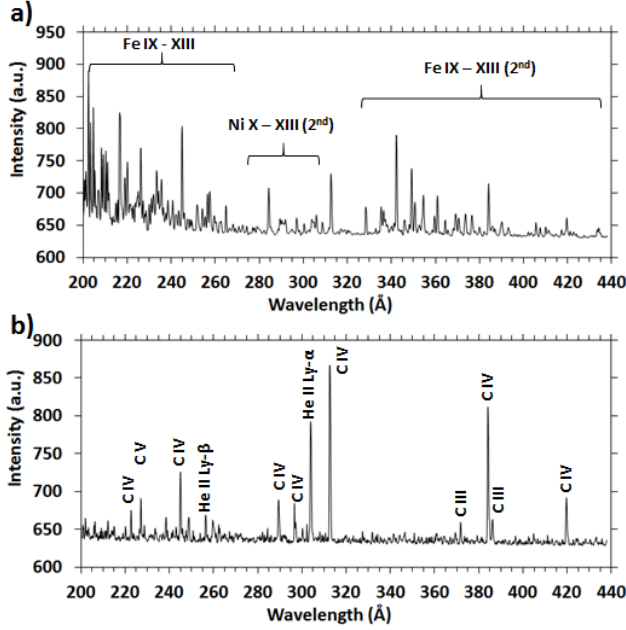 a)
Fe IX - XIII
Fe IX – XIII (2nd)
Ni X – XIII (2nd)
Intensity (a.u.)
950
900
850
800
750
700
650
600
200 220 240 260 280 300 320 340 360 380 400 420 440
Wavelength (Å)
b)
Intensity (a.u.)
900
850
800
750
700
650
600
C IV
C V
C IV
He II Ly-β
C IV
C IV
He II Ly-α
C IV
C III
C IV
C III
C IV
200 220 240 260 280 300 320 340 360 380 400 420 440
Wavelength (Å)